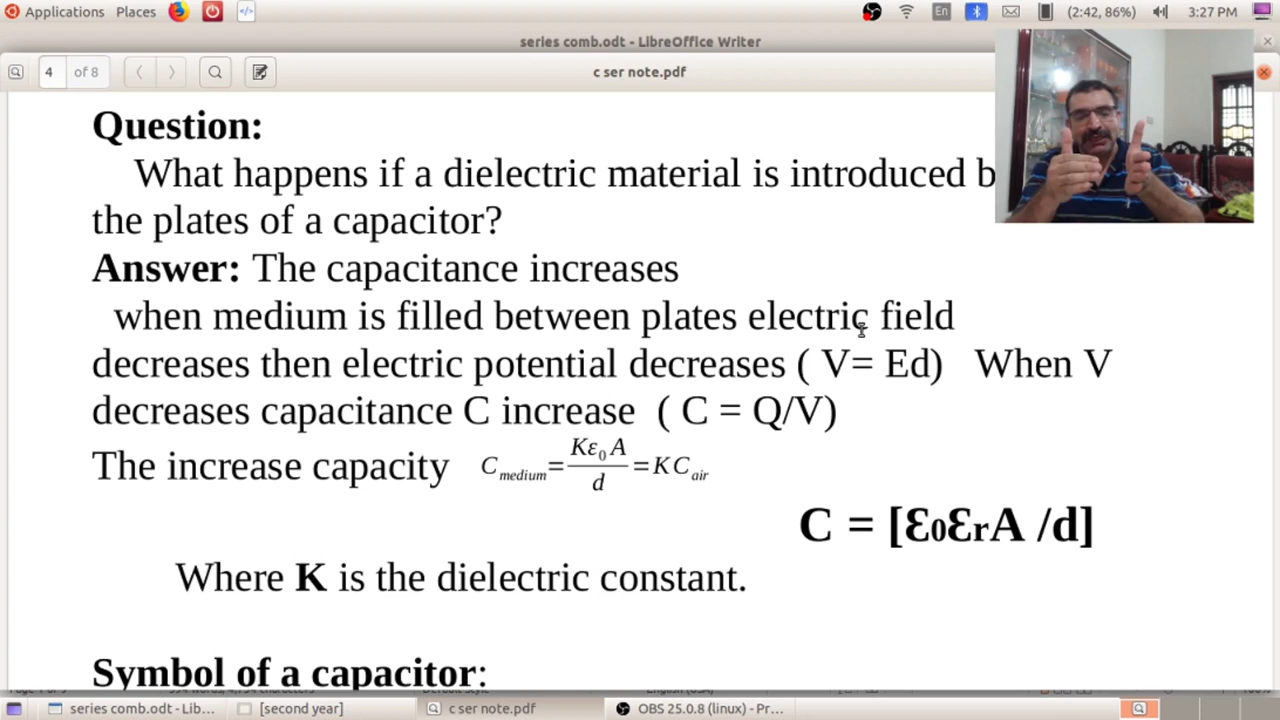 Applications Places En (2:42, 86%) 3:27 PM
series comb.odt - LibreOffice Writer
4 of 8 c ser note.pdf
Question:
What happens if a dielectric material is introduced b
the plates of a capacitor?
Answer: The capacitance increases
when medium is filled between plates electric field
decreases then electric potential decreases ( V= Ed) When V
decreases capacitance C increase ( C = Q/V)
The increase capacity C_medium = Kε₀A/d = K C_air
C = [Ɛ0ƐrA /d]
Where K is the dielectric constant.
Symbol of a capacitor:
series comb.odt - Lib... [second year] c ser note.pdf OBS 25.0.8 (linux) - Pr...